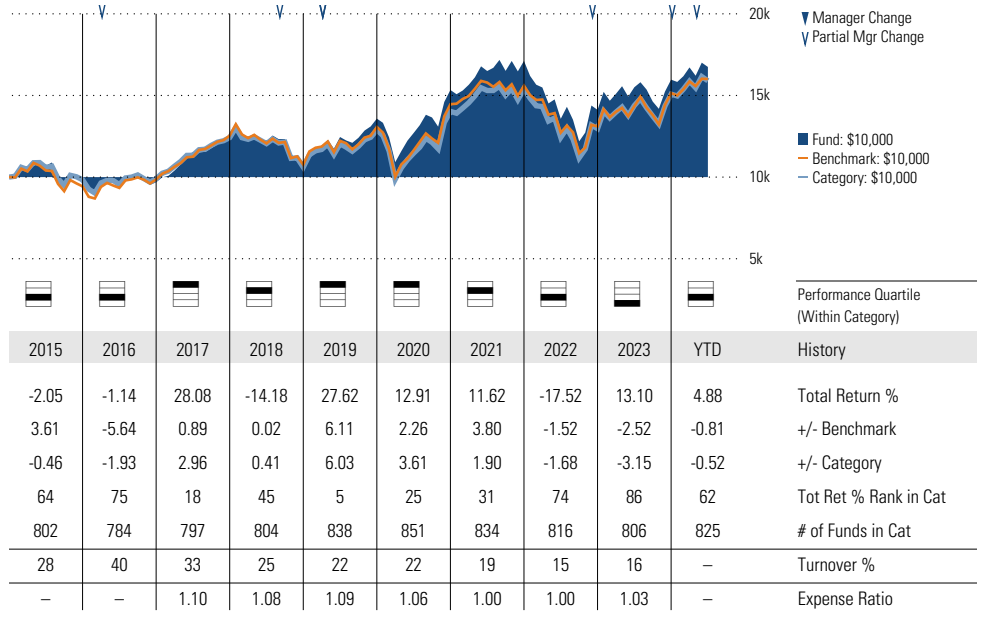 20k
Manager Change
Partial Mgr Change
15k
Fund: $10,000
Benchmark: $10,000
Category: $10,000
10k
5k
Performance Quartile
(Within Category)
2015 2016 2017 2018 2019 2020 2021 2022 2023 YTD History
-2.05 -1.14 28.08 -14.18 27.62 12.91 11.62 -17.52 13.10 4.88 Total Return %
3.61 -5.64 0.89 0.02 6.11 2.26 3.80 -1.52 -2.52 -0.81 +/- Benchmark
-0.46 -1.93 2.96 0.41 6.03 3.61 1.90 -1.68 -3.15 -0.52 +/- Category
64 75 18 45 5 25 31 74 86 62 Tot Ret % Rank in Cat
802 784 797 804 838 851 834 816 806 825 # of Funds in Cat
28 40 33 25 22 22 19 15 16 – Turnover %
– – 1.10 1.08 1.09 1.06 1.00 1.00 1.03 – Expense Ratio